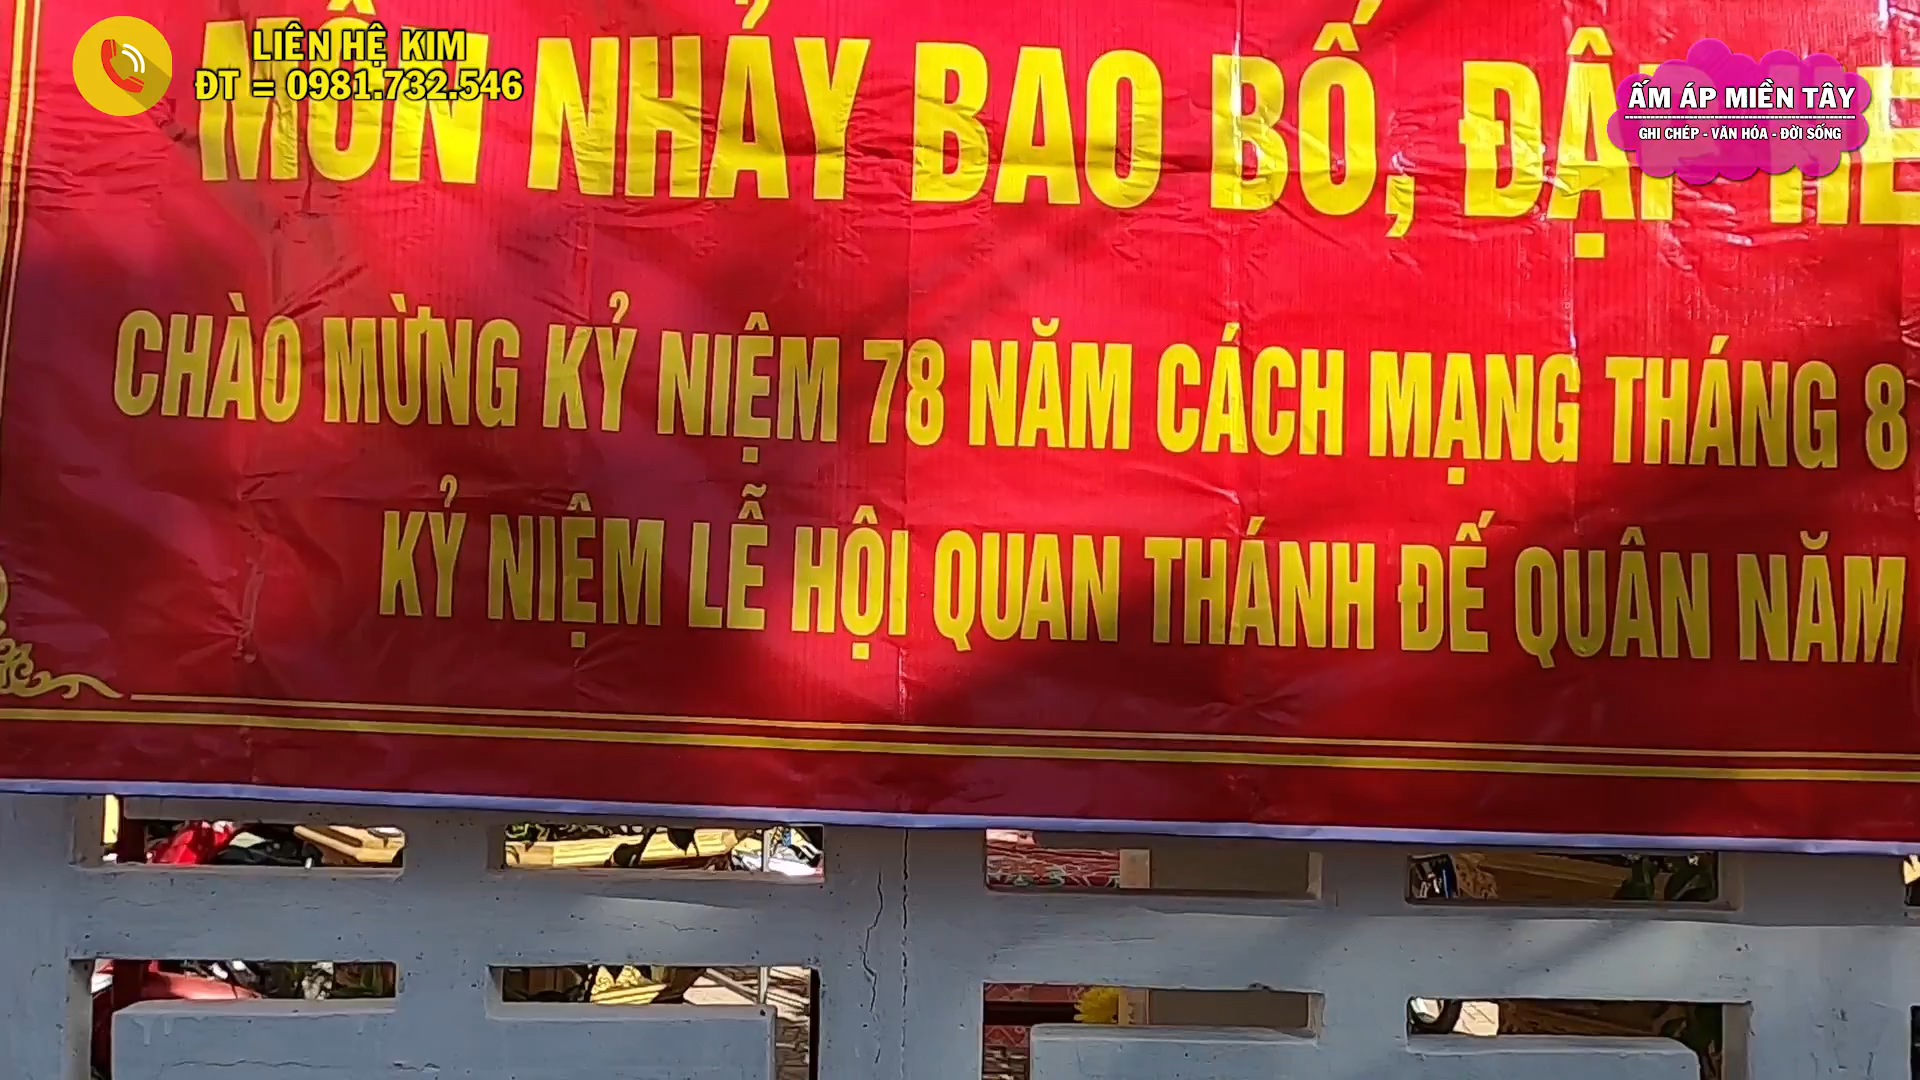 LIÊN HỆ KIM
ĐT = 0981.732.546
ẤM ÁP MIỀN TÂY
GHI CHÉP - VĂN HÓA - ĐỜI SỐNG
MÔN NHẢY BAO BỐ, ĐẬP
CHÀO MỪNG KỶ NIỆM 78 NĂM CÁCH MẠNG THÁNG 8
KỶ NIỆM LỄ HỘI QUAN THÁNH ĐẾ QUÂN NĂM